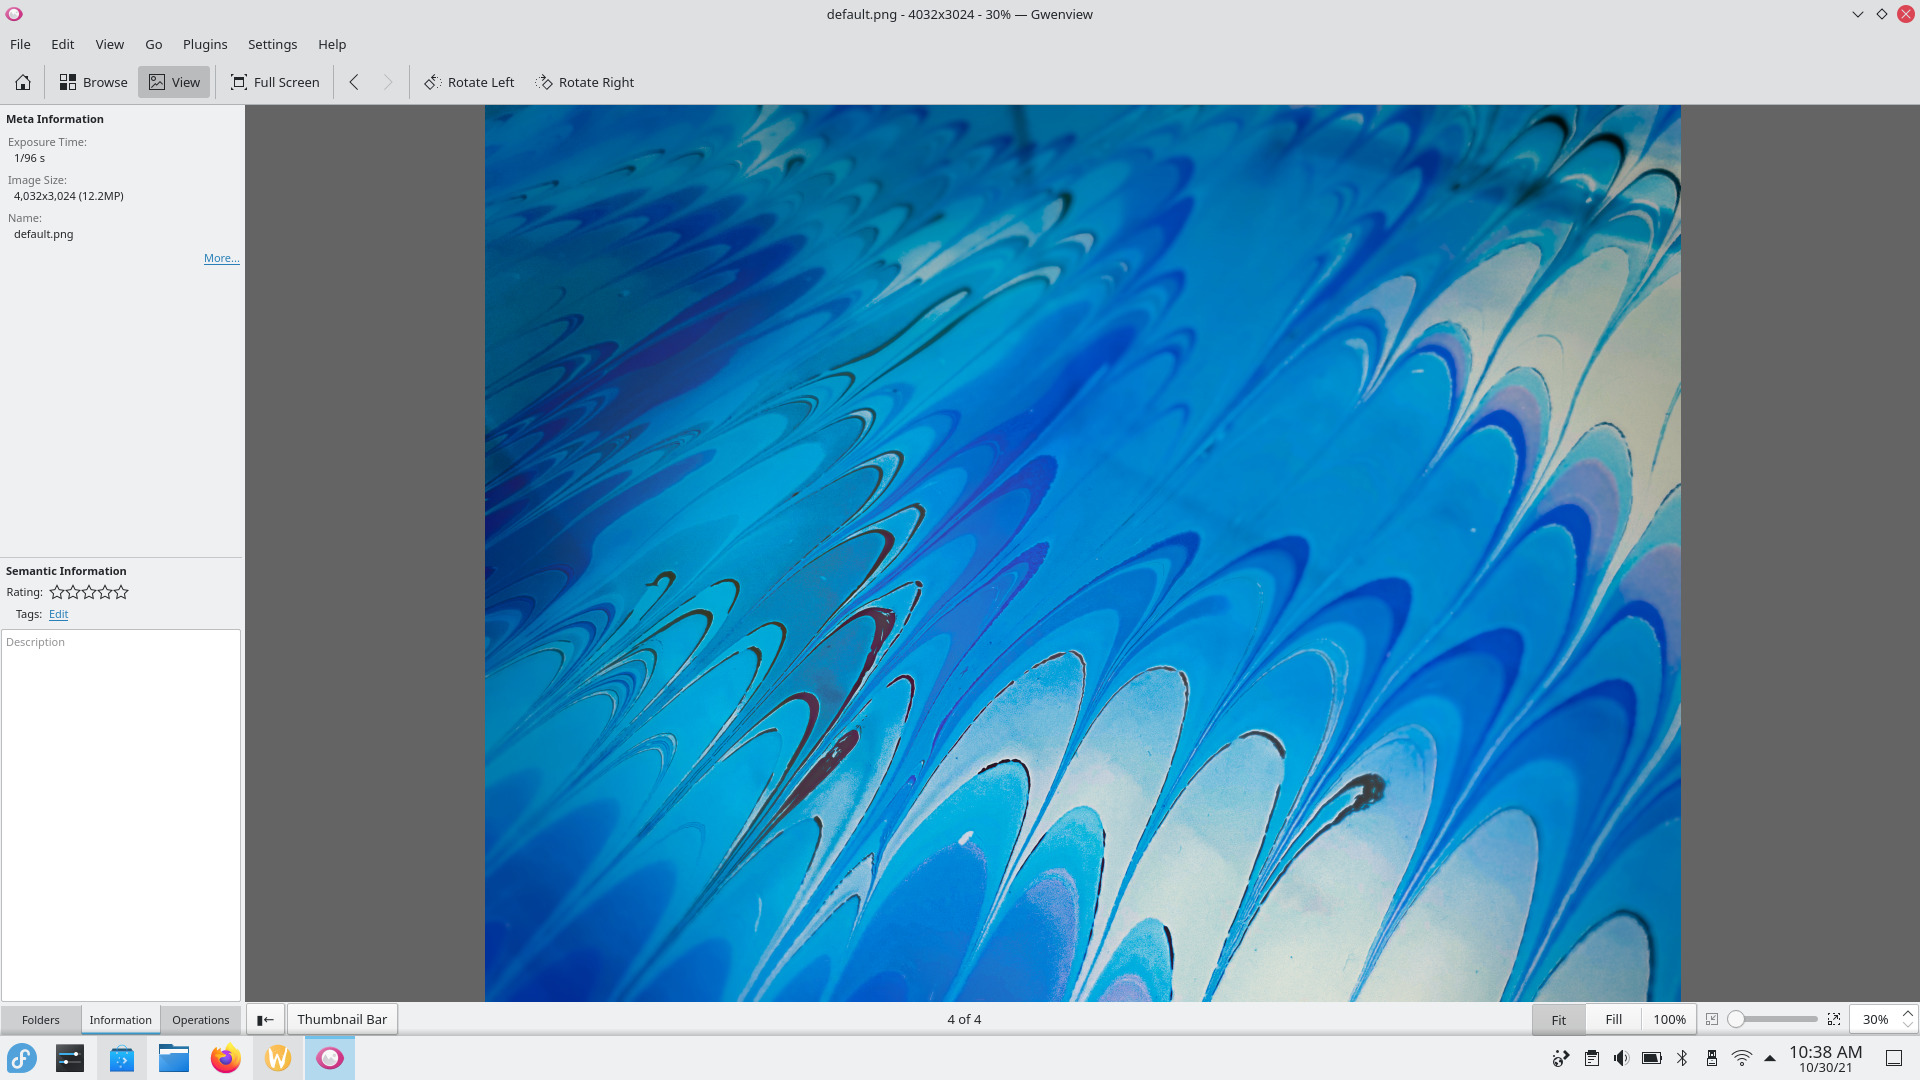 default.png - 4032x3024 - 30% — Gwenview
File Edit View Go Plugins Settings Help
Browse View Full Screen Rotate Left Rotate Right
Meta Information
Exposure Time:
1/96 s
Image Size:
4,032x3,024 (12.2MP)
Name:
default.png
More...
Semantic Information
Rating:
Tags: Edit
Description
Folders Information Operations Thumbnail Bar 4 of 4 Fit Fill 100% 30%
10:38 AM
10/30/21